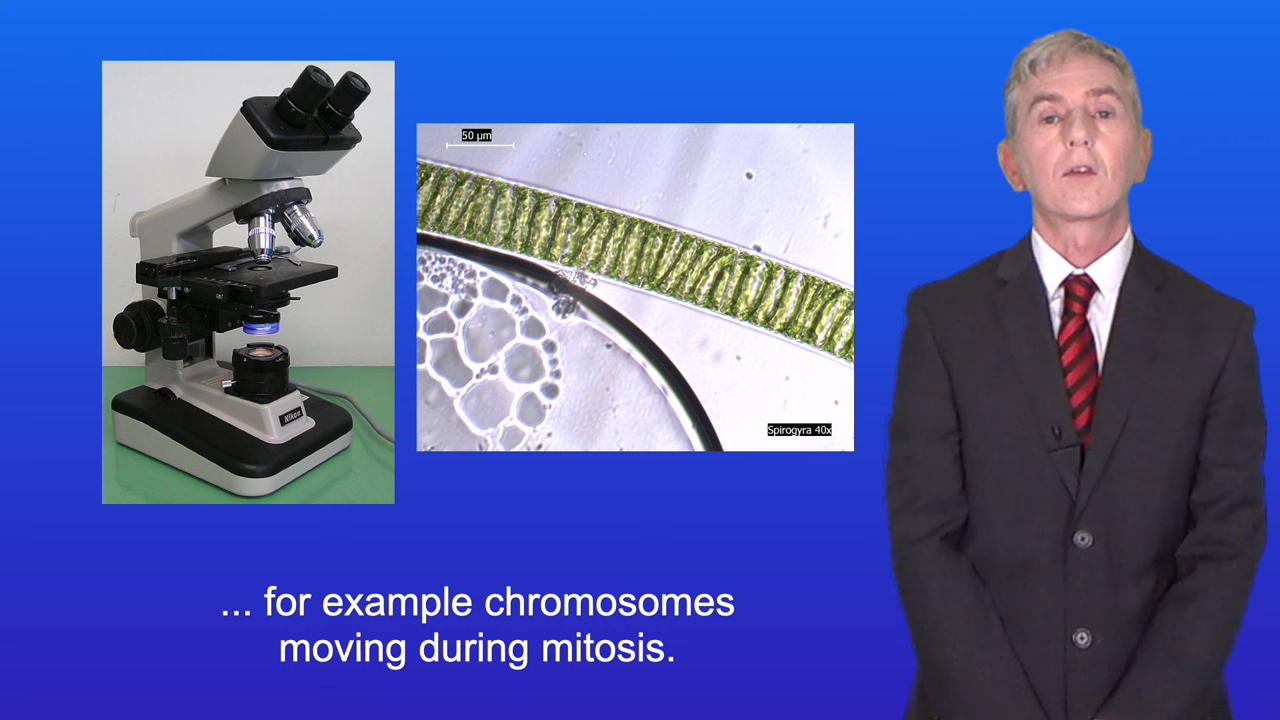 50 µm
Nikon
Spirogyra 40x
... for example chromosomes
moving during mitosis.